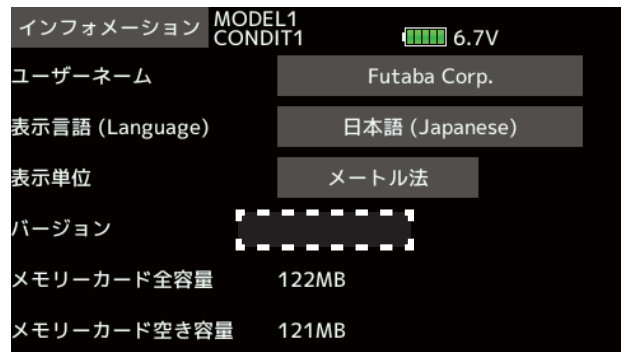 インフォメーション MODEL1
CONDIT1 6.7V
ユーザーネーム Futaba Corp.
表示言語 (Language) 日本語 (Japanese)
表示単位 メートル法
バージョン
メモリーカード全容量 122MB
メモリーカード空き容量 121MB